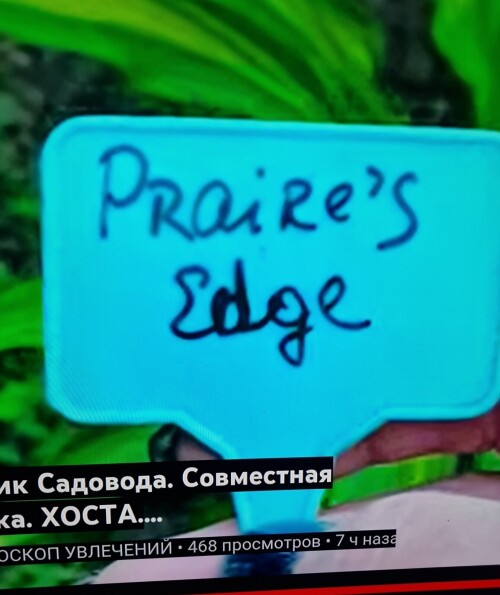 PRaiRe's
Edge
ик Садовода. Совместная
ка. ХОСТА....
ОСКОП УВЛЕЧЕНИЙ • 468 просмотров • 7 ч наза